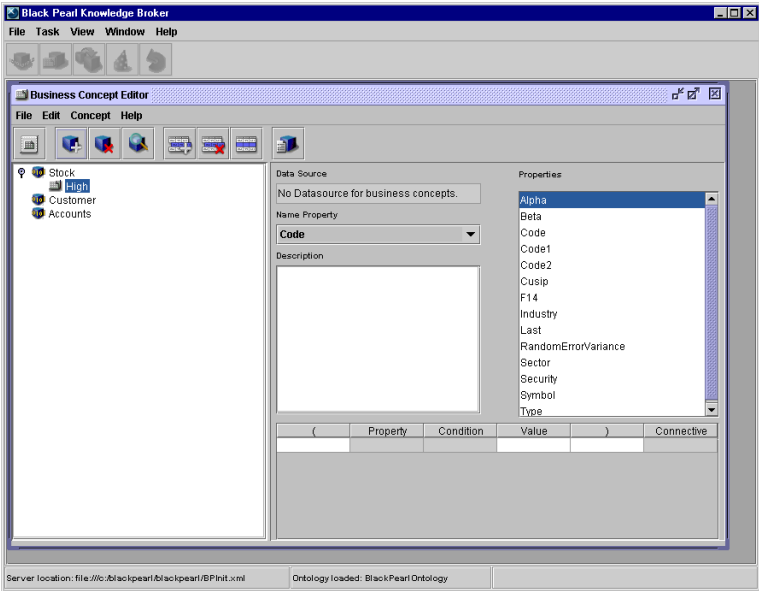 Black Pearl Knowledge Broker
File Task View Window Help
Business Concept Editor
File Edit Concept Help
Stock
High
Customer
Accounts
Data Source
No Datasource for business concepts.
Name Property
Code
Description
Properties
Alpha
Beta
Code
Code1
Code2
Cusip
F14
Industry
Last
RandomErrorVariance
Sector
Security
Symbol
Type
( Property Condition Value ) Connective
Server location: file:///c:/blackpearl/blackpearl/BPInit.xml Ontology loaded: BlackPearlOntology